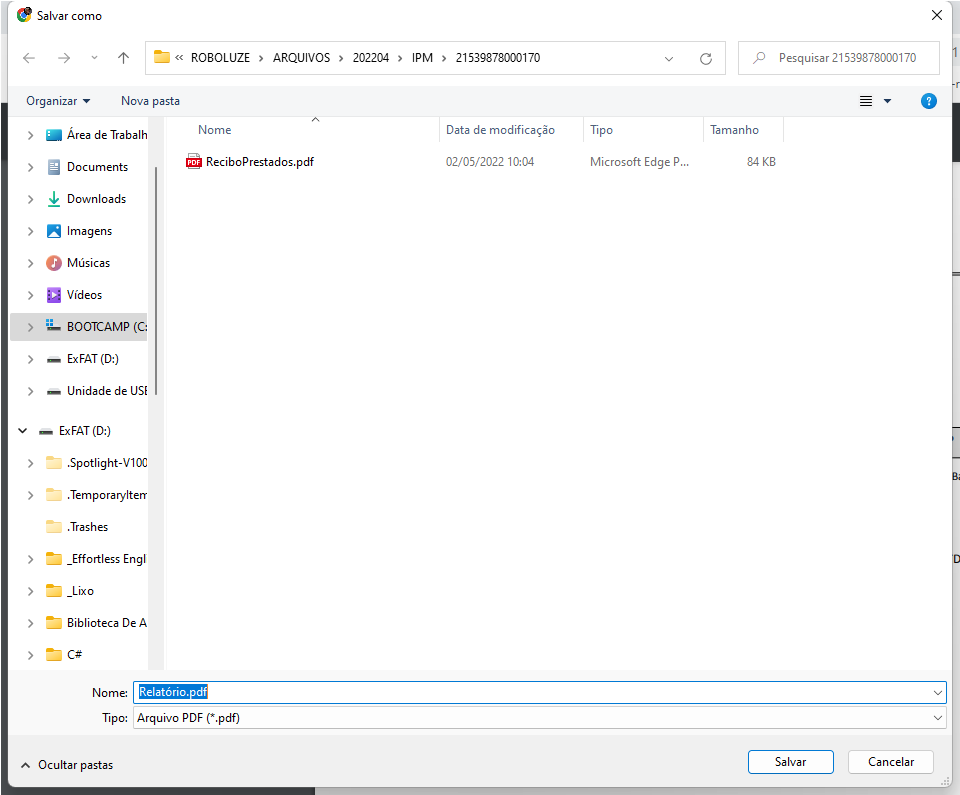 Salvar como
« ROBOLUZE > ARQUIVOS > 202204 > IPM > 21539878000170
Pesquisar 21539878000170
Organizar
Nova pasta
Nome
Data de modificação
Tipo
Tamanho
ReciboPrestados.pdf
02/05/2022 10:04
Microsoft Edge P...
84 KB
Área de Trabalh
Documents
Downloads
Imagens
Músicas
Vídeos
BOOTCAMP (C:
ExFAT (D:)
Unidade de USB
ExFAT (D:)
.Spotlight-V100
.TemporaryItem
.Trashes
_Effortless Engl
_Lixo
Biblioteca De A
C#
Nome: Relatório.pdf
Tipo: Arquivo PDF (*.pdf)
Ocultar pastas
Salvar
Cancelar